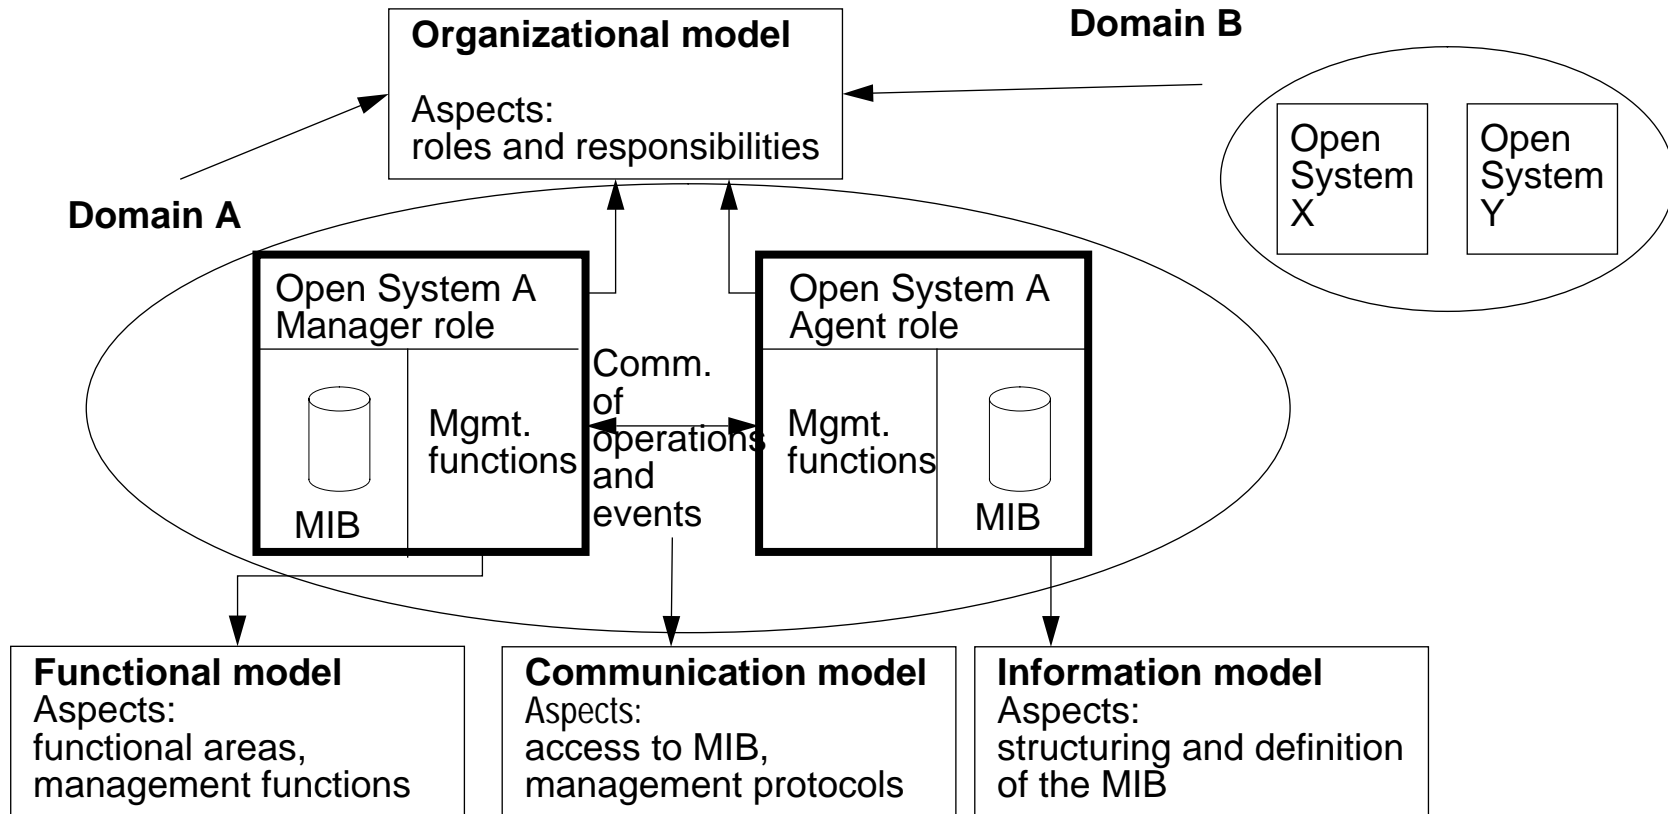 Organizational model
Aspects:
roles and responsibilities
Domain B
Open
System
X
Open
System
Y
Domain A
Open System A
Manager role
MIB
Mgmt.
functions
Comm.
of
operations
and
events
Open System A
Agent role
Mgmt.
functions
MIB
Functional model
Aspects:
functional areas,
management functions
Communication model
Aspects:
access to MIB,
management protocols
Information model
Aspects:
structuring and definition
of the MIB